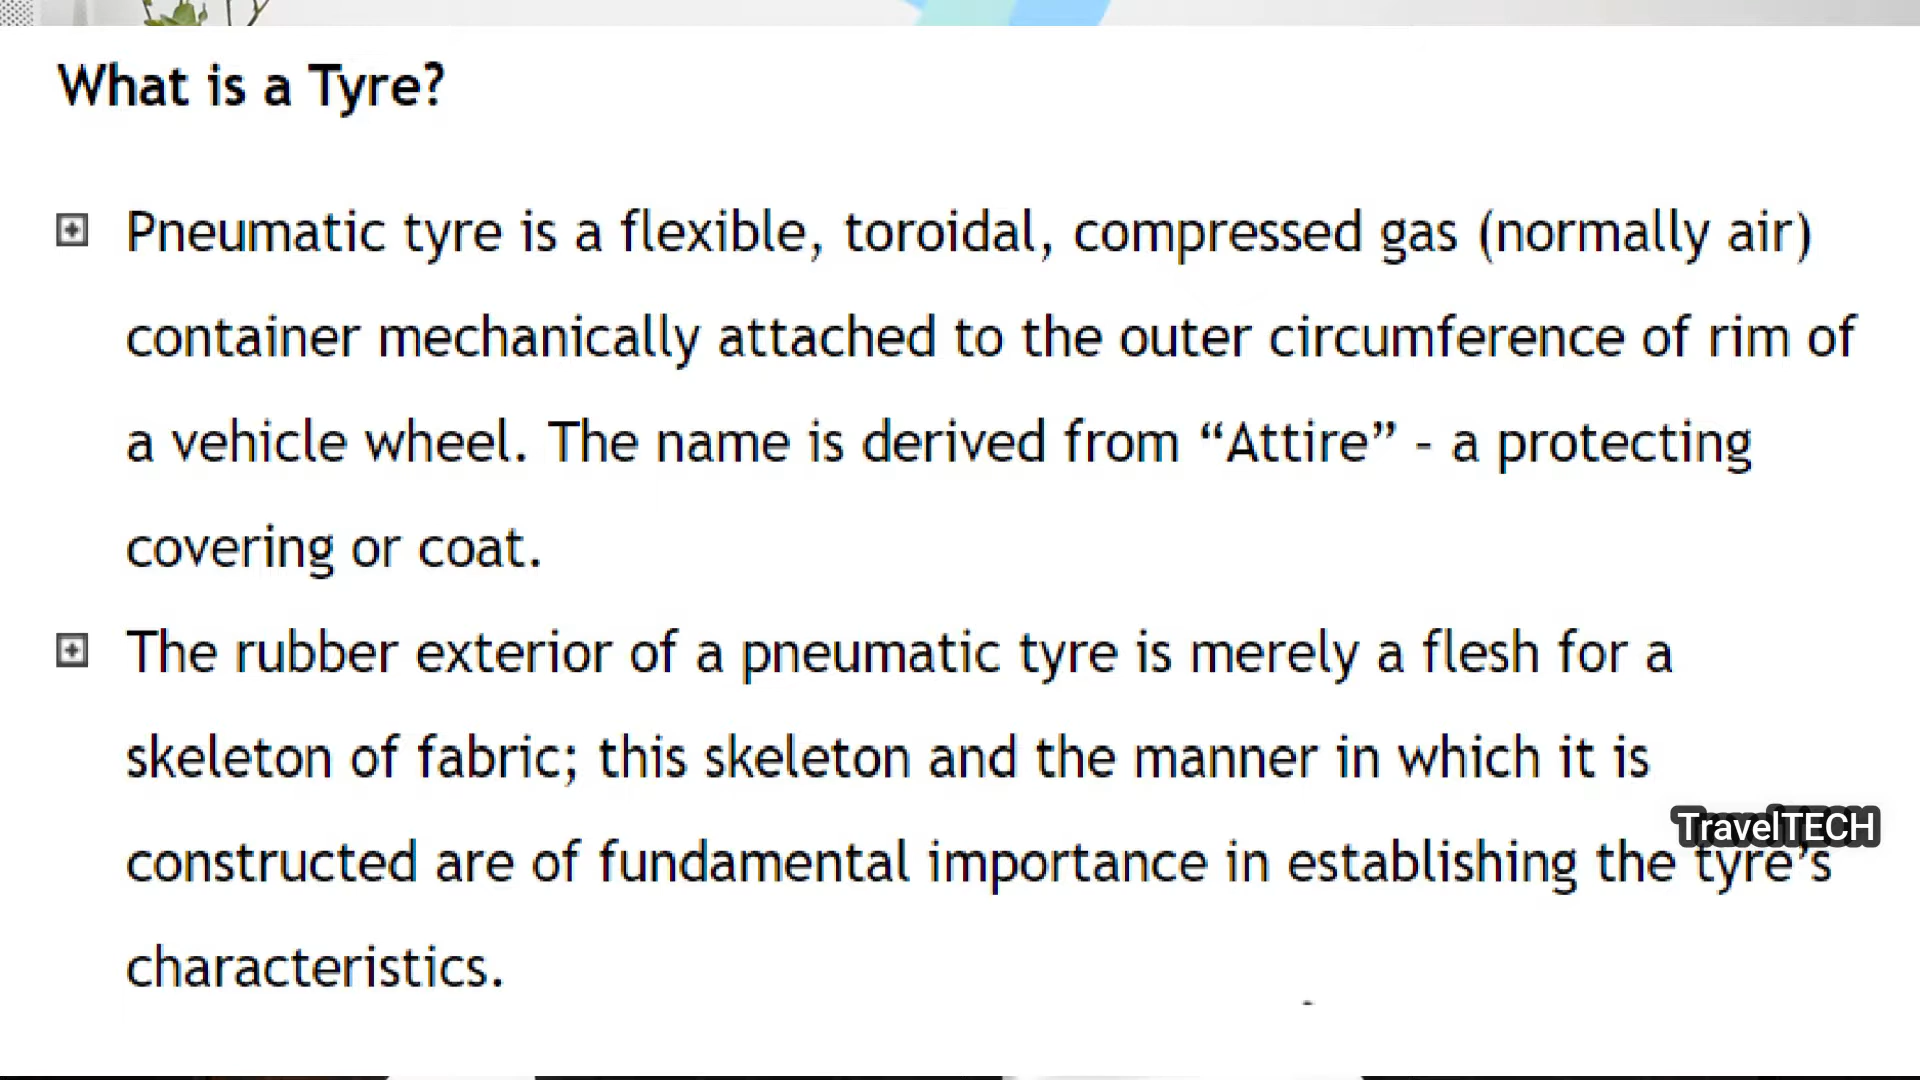 What is a Tyre?
Pneumatic tyre is a flexible, toroidal, compressed gas (normally air)
container mechanically attached to the outer circumference of rim of
a vehicle wheel. The name is derived from “Attire” - a protecting
covering or coat.
The rubber exterior of a pneumatic tyre is merely a flesh for a
skeleton of fabric; this skeleton and the manner in which it is
TravelTECH
constructed are of fundamental importance in establishing the tyre’s
characteristics.